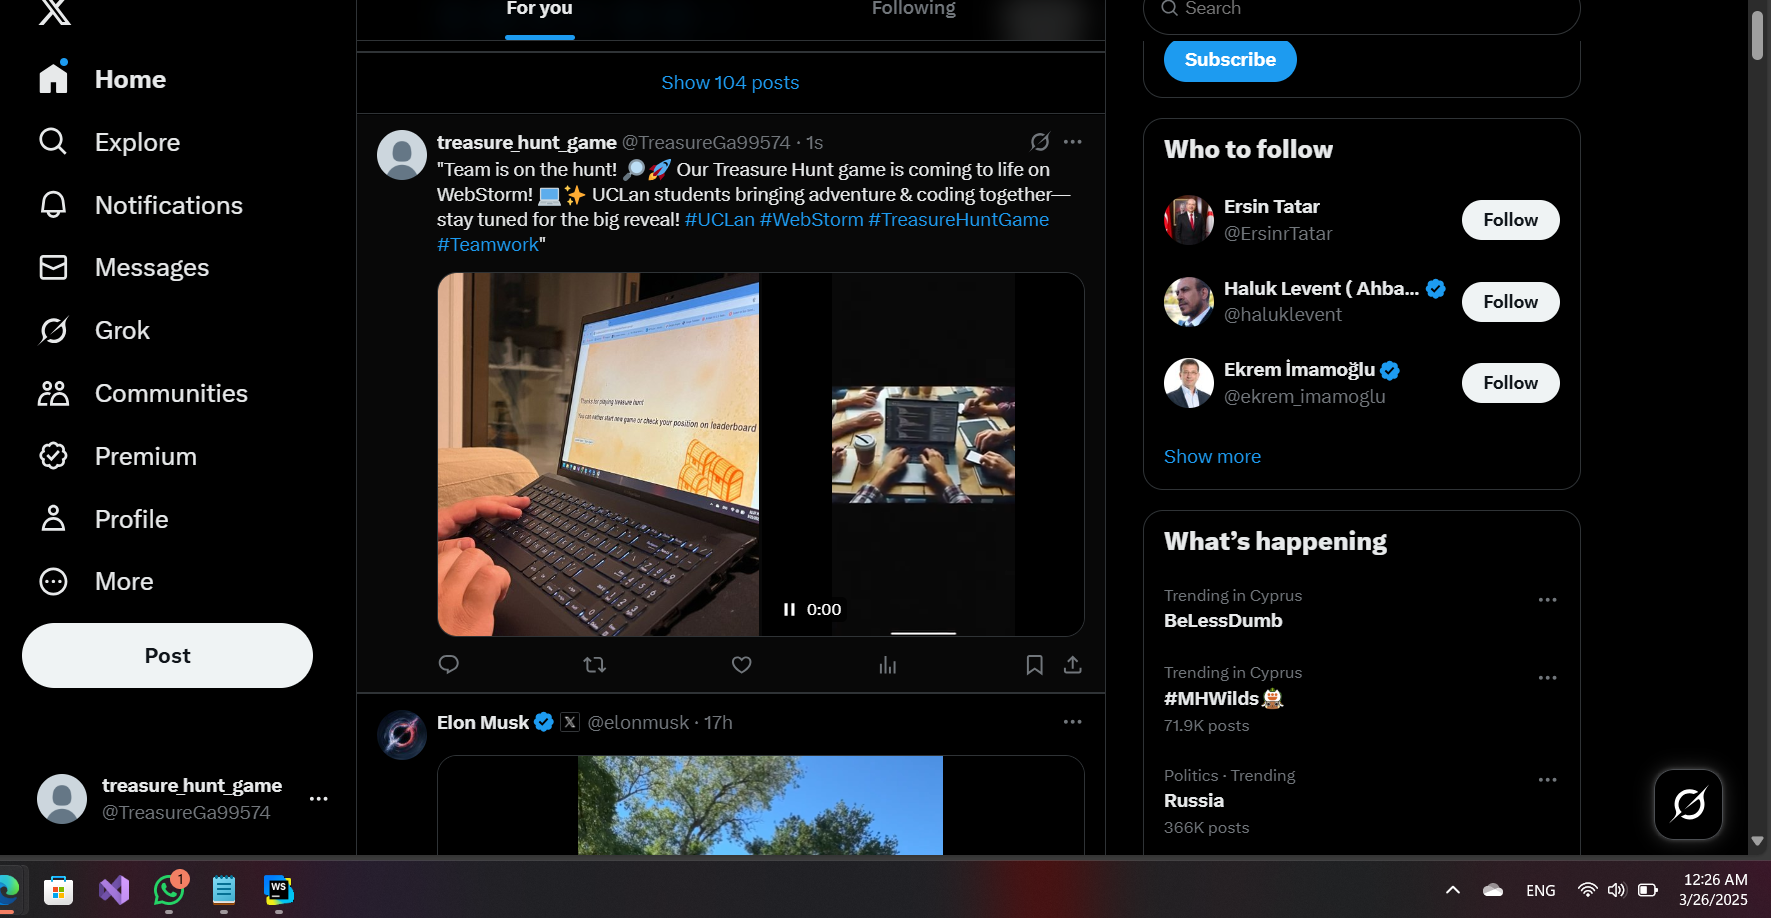 Home
Explore
Notifications
Messages
Grok
Communities
Premium
Profile
More
Post
treasure_hunt_game
@TreasureGa99574
For you
Following
Show 104 posts
treasure_hunt_game @TreasureGa99574 · 1s
"Team is on the hunt! 🔎🚀 Our Treasure Hunt game is coming to life on
WebStorm! 💻✨ UCLan students bringing adventure & coding together—
stay tuned for the big reveal! #UCLan #WebStorm #TreasureHuntGame
#Teamwork"
Thanks for playing treasure hunt!
You can either start new game or check your position on leaderboard
0:00
Elon Musk @elonmusk · 17h
Search
Subscribe
Who to follow
Ersin Tatar
@ErsinrTatar
Follow
Haluk Levent ( Ahba...
@haluklevent
Follow
Ekrem İmamoğlu
@ekrem_imamoglu
Follow
Show more
What’s happening
Trending in Cyprus
BeLessDumb
Trending in Cyprus
#MHWilds
71.9K posts
Politics · Trending
Russia
366K posts
1
WS
ENG
12:26 AM
3/26/2025